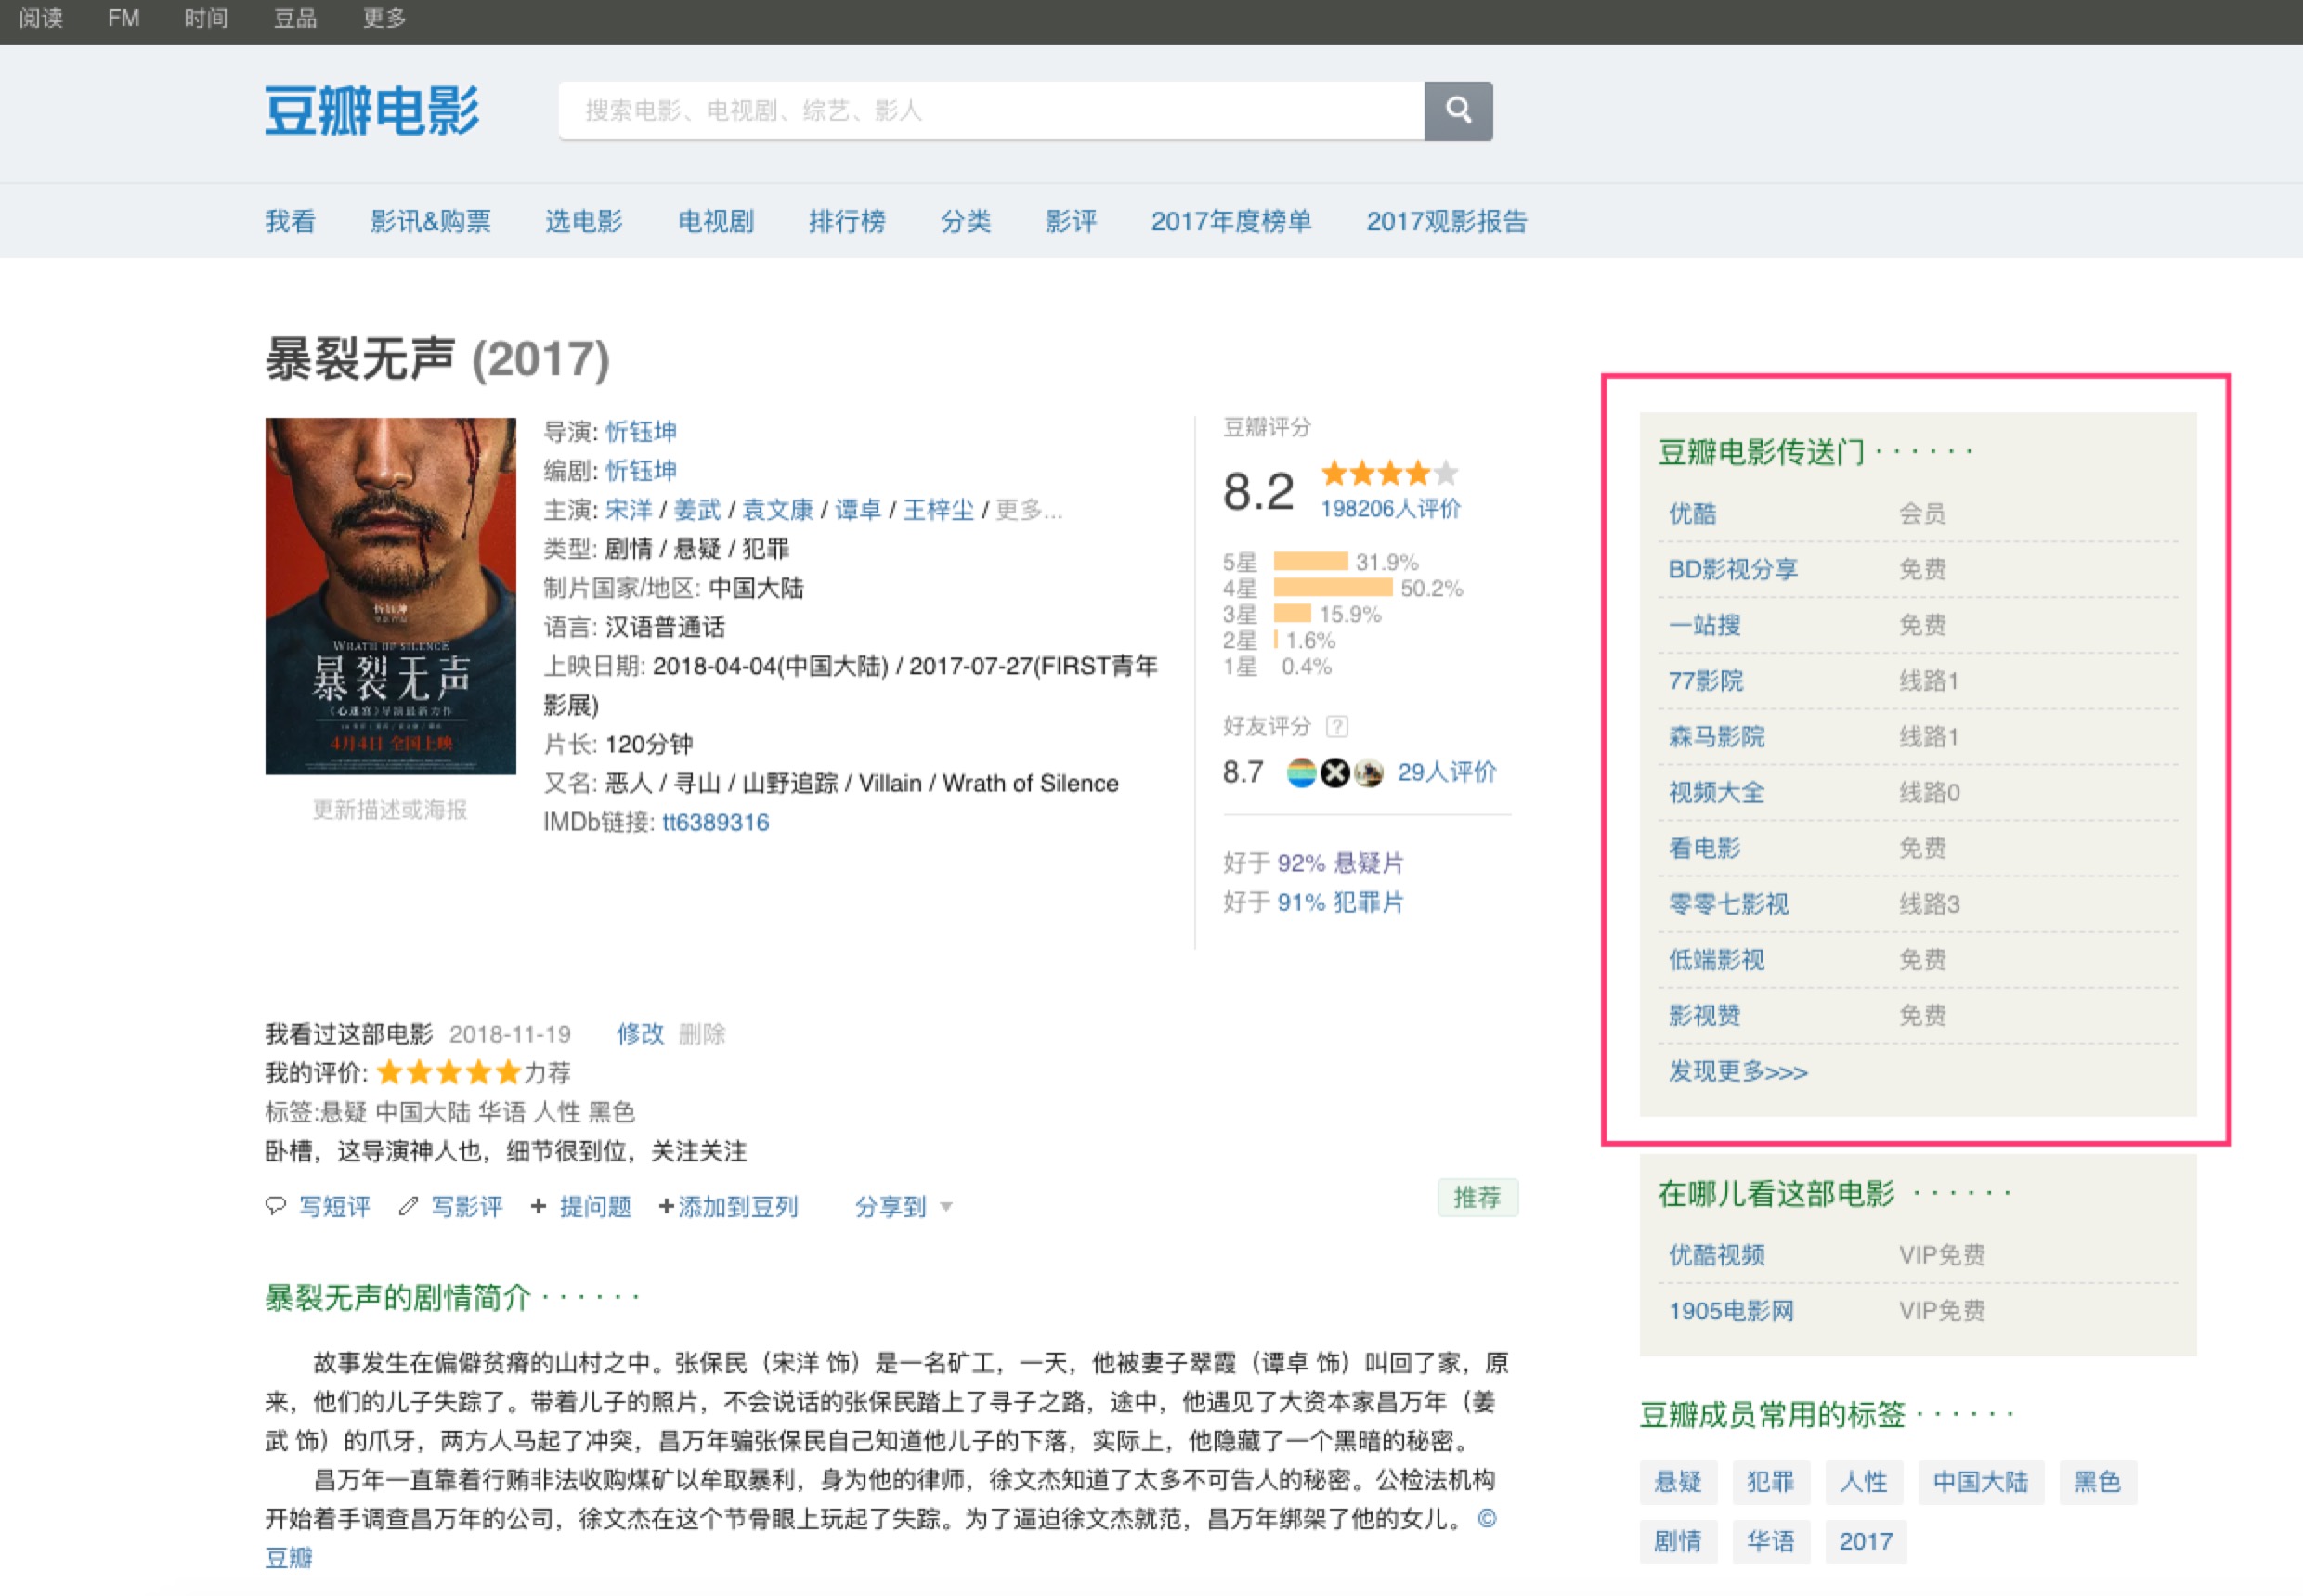 阅读 FM 时间 豆品 更多
豆瓣电影
搜索电影、电视剧、综艺、影人
我看 影讯&购票 选电影 电视剧 排行榜 分类 影评 2017年度榜单 2017观影报告
暴裂无声 (2017)
忻钰坤
WRATH OF SILENCE
暴裂无声
《心迷宫》导演最新力作
4月4日 全国上映
更新描述或海报
导演: 忻钰坤
编剧: 忻钰坤
主演: 宋洋 / 姜武 / 袁文康 / 谭卓 / 王梓尘 / 更多...
类型: 剧情 / 悬疑 / 犯罪
制片国家/地区: 中国大陆
语言: 汉语普通话
上映日期: 2018-04-04(中国大陆) / 2017-07-27(FIRST青年
影展)
片长: 120分钟
又名: 恶人 / 寻山 / 山野追踪 / Villain / Wrath of Silence
IMDb链接: tt6389316
豆瓣评分
8.2
198206人评价
5星 31.9%
4星 50.2%
3星 15.9%
2星 1.6%
1星 0.4%
好友评分 ?
8.7 29人评价
好于 92% 悬疑片
好于 91% 犯罪片
我看过这部电影 2018-11-19 修改 删除
我的评价: 力荐
标签:悬疑 中国大陆 华语 人性 黑色
卧槽，这导演神人也，细节很到位，关注关注
写短评 写影评 + 提问题 +添加到豆列 分享到
推荐
暴裂无声的剧情简介 · · · · · ·
故事发生在偏僻贫瘠的山村之中。张保民（宋洋 饰）是一名矿工，一天，他被妻子翠霞（谭卓 饰）叫回了家，原
来，他们的儿子失踪了。带着儿子的照片，不会说话的张保民踏上了寻子之路，途中，他遇见了大资本家昌万年（姜
武 饰）的爪牙，两方人马起了冲突，昌万年骗张保民自己知道他儿子的下落，实际上，他隐藏了一个黑暗的秘密。
昌万年一直靠着行贿非法收购煤矿以牟取暴利，身为他的律师，徐文杰知道了太多不可告人的秘密。公检法机构
开始着手调查昌万年的公司，徐文杰在这个节骨眼上玩起了失踪。为了逼迫徐文杰就范，昌万年绑架了他的女儿。 ©
豆瓣
豆瓣电影传送门 · · · · · ·
优酷 会员
BD影视分享 免费
一站搜 免费
77影院 线路1
森马影院 线路1
视频大全 线路0
看电影 免费
零零七影视 线路3
低端影视 免费
影视赞 免费
发现更多>>>
在哪儿看这部电影 · · · · · ·
优酷视频 VIP免费
1905电影网 VIP免费
豆瓣成员常用的标签 · · · · · ·
悬疑 犯罪 人性 中国大陆 黑色
剧情 华语 2017